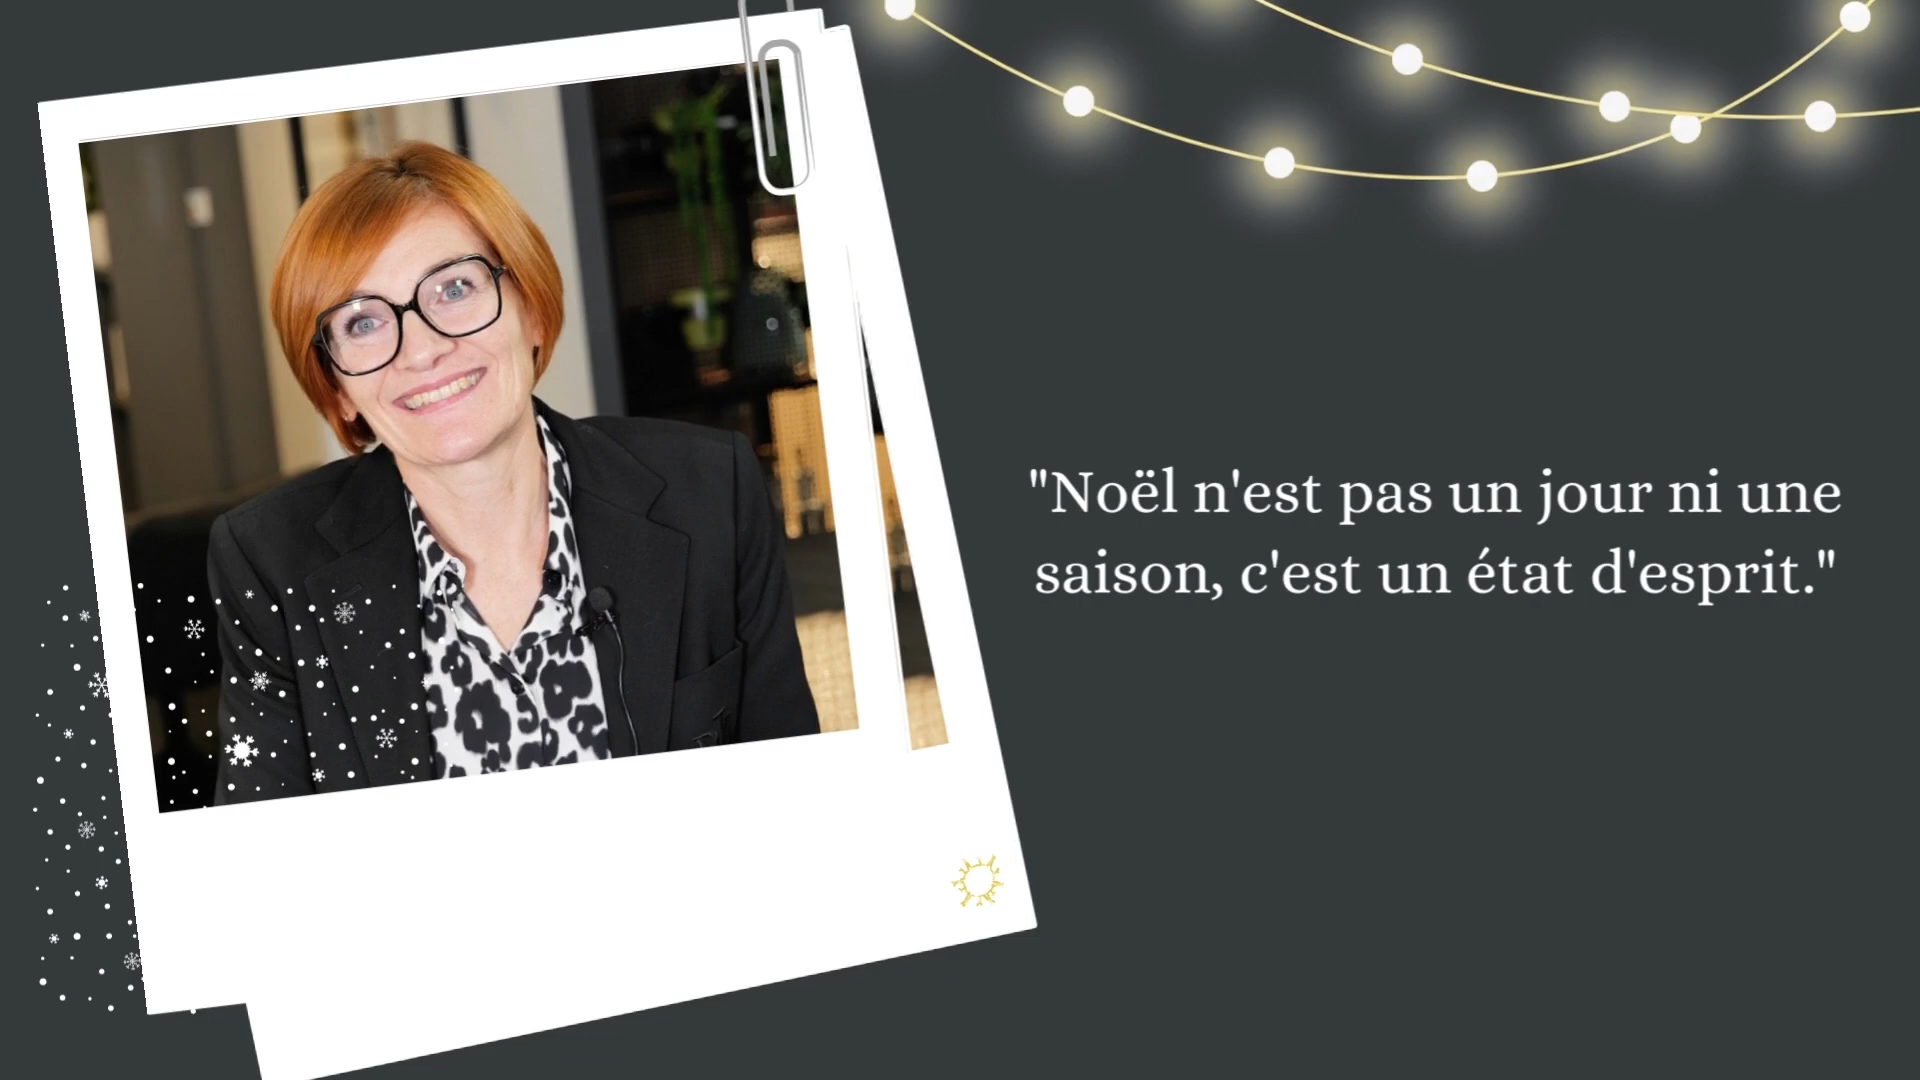 "Noël n'est pas un jour ni une
saison, c'est un état d'esprit."